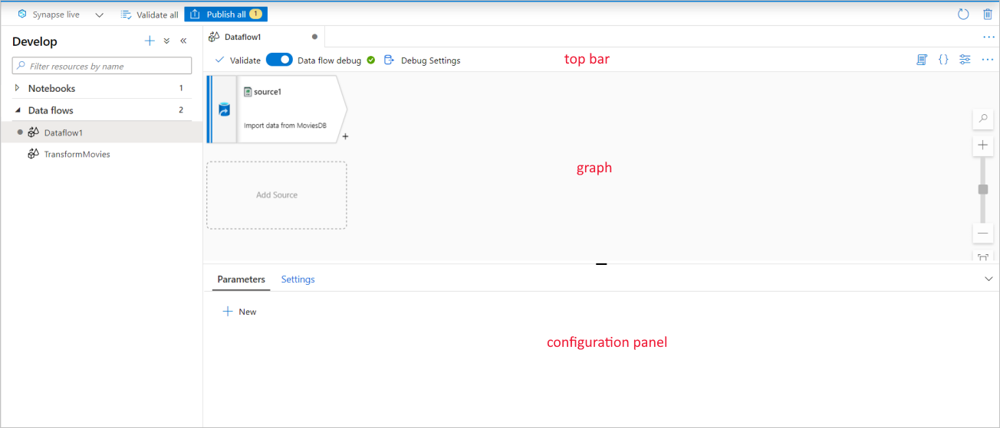 Synapse live
Validate all
Publish all 1
Develop
Filter resources by name
Notebooks 1
Data flows 2
Dataflow1
TransformMovies
Dataflow1
Validate Data flow debug Debug Settings
top bar
source1
Import data from MoviesDB
Add Source
graph
Parameters Settings
New
configuration panel